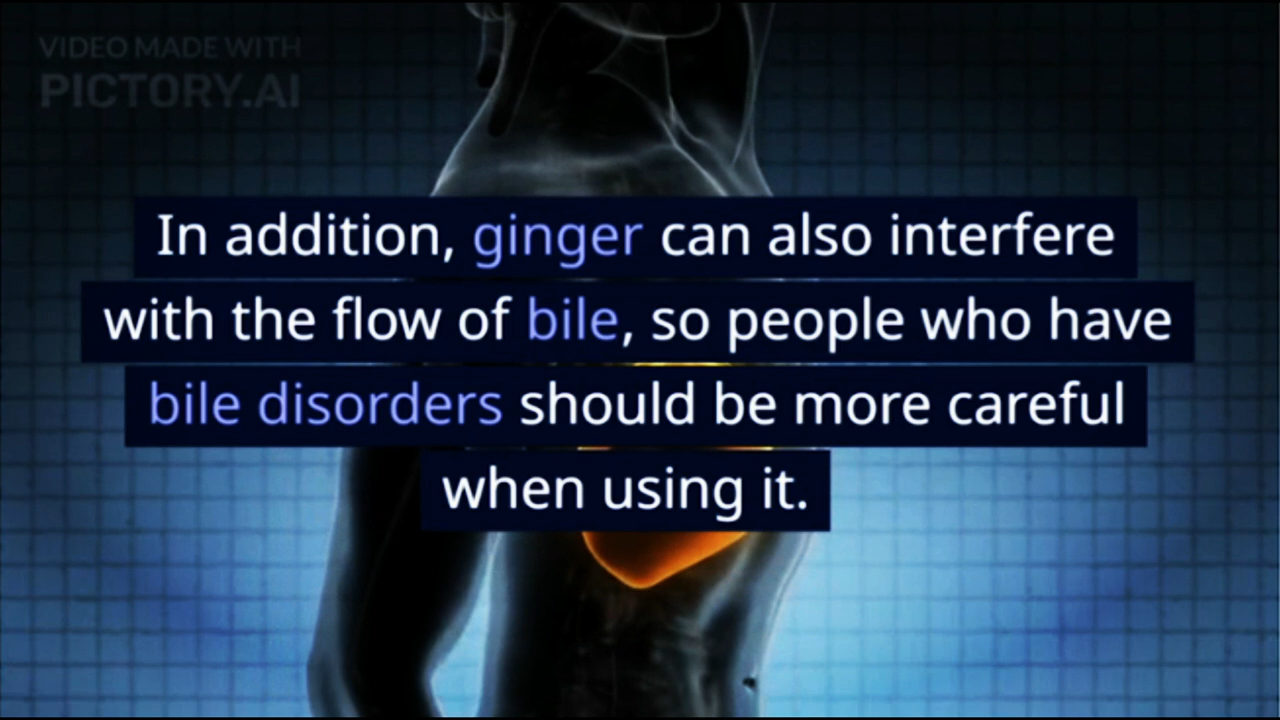 VIDEO MADE WITH
PICTORY.AI
In addition, ginger can also interfere
with the flow of bile, so people who have
bile disorders should be more careful
when using it.